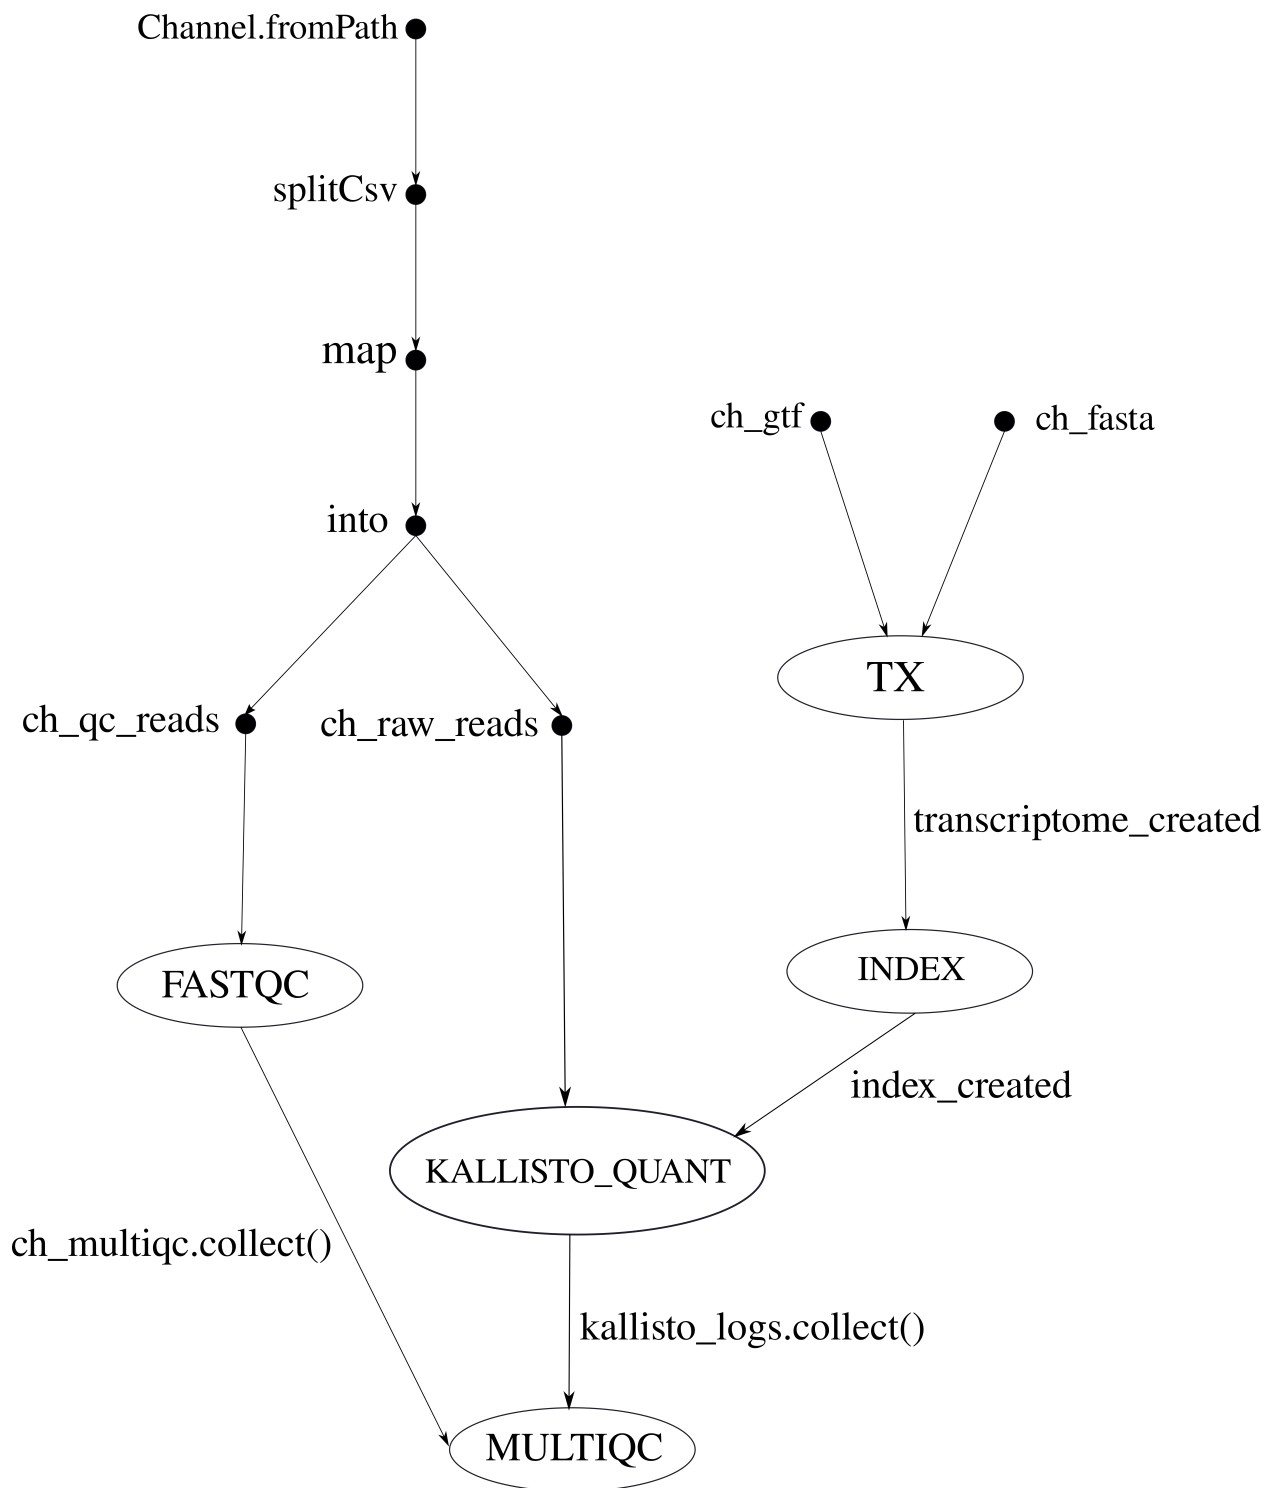 Channel.fromPath
splitCsv
map
ch_gtf
ch_fasta
into
TX
ch_qc_reads
ch_raw_reads
transcriptome_created
FASTQC
INDEX
index_created
KALLISTO_QUANT
ch_multiqc.collect()
kallisto_logs.collect()
MULTIQC